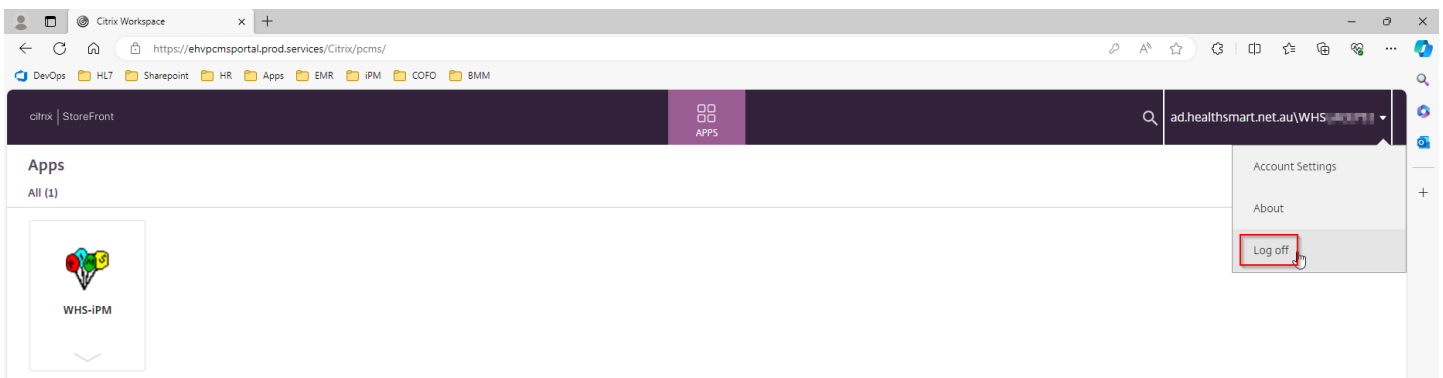 Citrix Workspace
https://ehvpcmsportal.prod.services/Citrix/pcms/
DevOps HL7 Sharepoint HR Apps EMR iPM COFO BMM
citrix StoreFront
APPS
ad.healthsmart.net.au\WHS
Apps
All (1)
Account Settings
About
Log off
WHS-iPM